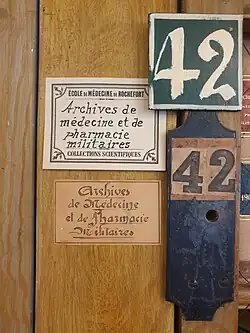 ÉCOLE DE MÉDECINE DE ROCHEFORT
Archives de
médecine et de
pharmacie
militaires
COLLECTIONS SCIENTIFIQUES
Archives
de Médecine
et de Pharmacie
Militaires
42
42